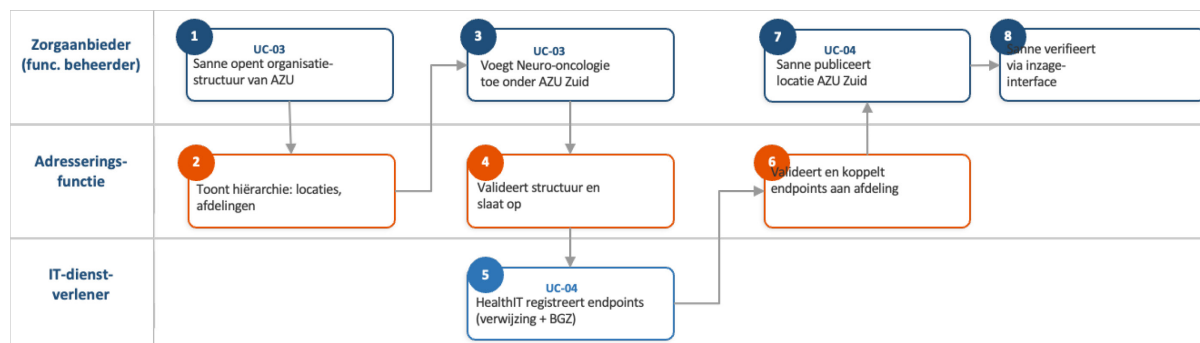 Zorgaanbieder
(func. beheerder)
1
UC-03
Sanne opent organisatie-
structuur van AZU
3
UC-03
Voegt Neuro-oncologie
toe onder AZU Zuid
7
UC-04
Sanne publiceert
locatie AZU Zuid
8
Sanne verifieert
via inzage-
interface
Adresserings-
functie
2
Toont hiërarchie: locaties,
afdelingen
4
Valideert structuur en
slaat op
6
Valideert en koppelt
endpoints aan afdeling
IT-dienst-
verlener
5
UC-04
HealthIT registreert endpoints
(verwijzing + BGZ)